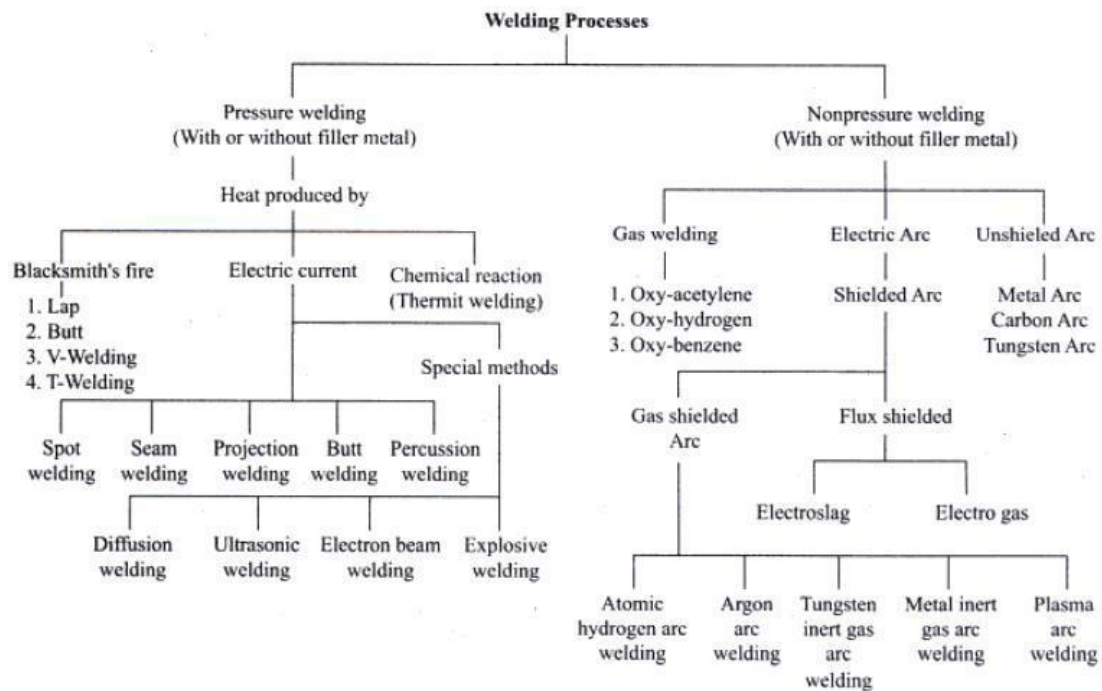 Welding Processes
Pressure welding
(With or without filler metal)
Nonpressure welding
(With or without filler metal)
Heat produced by
Gas welding
Electric Arc
Unshieled Arc
Blacksmith's fire
1. Lap
2. Butt
3. V-Welding
4. T-Welding
Electric current
Chemical reaction
(Thermit welding)
1. Oxy-acetylene
2. Oxy-hydrogen
3. Oxy-benzene
Shielded Arc
Metal Arc
Carbon Arc
Tungsten Arc
Special methods
Gas shielded
Arc
Flux shielded
Spot
welding
Seam
welding
Projection
welding
Butt
welding
Percussion
welding
Electroslag
Electro gas
Diffusion
welding
Ultrasonic
welding
Electron beam
welding
Explosive
welding
Atomic
hydrogen arc
welding
Argon
arc
welding
Tungsten
inert gas
arc
welding
Metal inert
gas arc
welding
Plasma
arc
welding